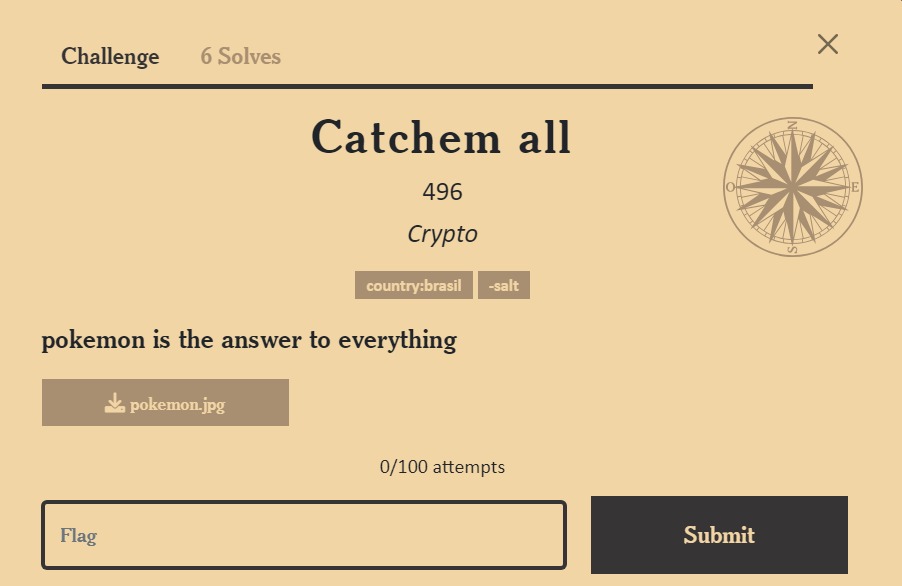 Challenge 6 Solves
Catchem all
496
Crypto
country:brasil -salt
N
O E
S
pokemon is the answer to everything
pokemon.jpg
0/100 attempts
Flag Submit